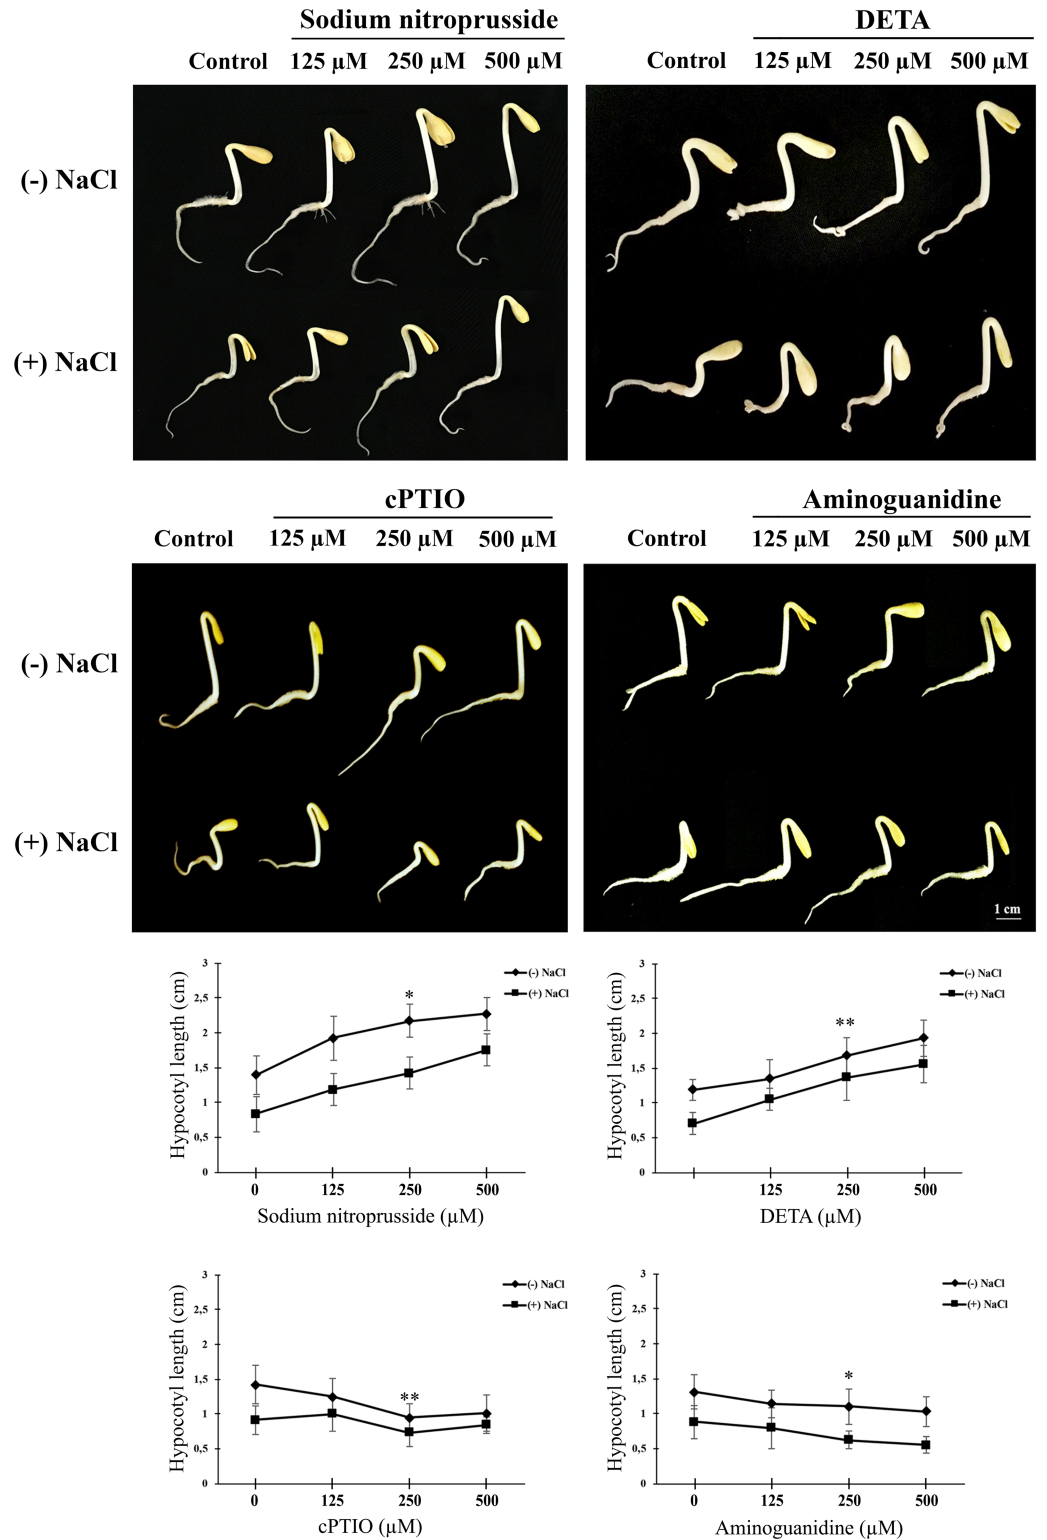 Sodium nitroprusside
DETA
Control 125 µM 250 µM 500 µM
Control 125 µM 250 µM 500 µM
(-) NaCl
(+) NaCl
cPTIO
Aminoguanidine
Control 125 µM 250 µM 500 µM
Control 125 µM 250 µM 500 µM
(-) NaCl
(+) NaCl
1 cm
Hypocotyl length (cm)
3
2,5
2
1,5
1
0,5
0
*
(-) NaCl
(+) NaCl
0 125 250 500
Sodium nitroprusside (µM)
Hypocotyl length (cm)
3
2,5
2
1,5
1
0,5
0
**
(-) NaCl
(+) NaCl
125 250 500
DETA (µM)
Hypocotyl length (cm)
3
2,5
2
1,5
1
0,5
0
**
(-) NaCl
(+) NaCl
0 125 250 500
cPTIO (µM)
Hypocotyl length (cm)
3
2,5
2
1,5
1
0,5
0
*
(-) NaCl
(+) NaCl
0 125 250 500
Aminoguanidine (µM)